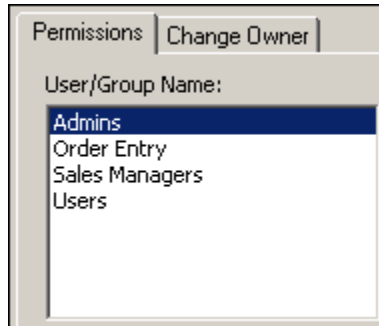 Permissions Change Owner
User/Group Name:
Admins
Order Entry
Sales Managers
Users